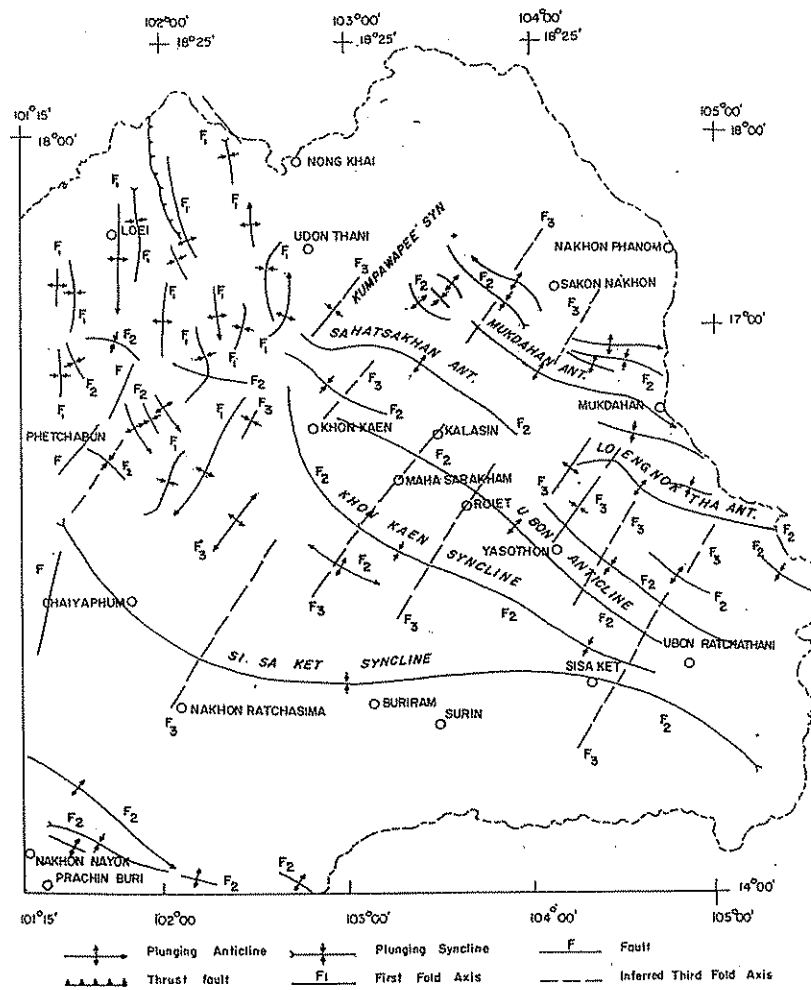 102°00' 103°00' 104°00'
18°25' 18°25' 18°25'
101°15' 105°00'
18°00' 18°00'
NONG KHAI
LOEI
UDON THANI
KUMPAWAPEE SYN
NAKHON PHANOM
SAKON NAKHON
17°00'
SAHATSAKHAN ANT.
MUKDAHAN ANT.
MUKDAHAN
PHETCHABUN
KHON KAEN
KALASIN
MAHA SARAKHAM
ROIET
LOENGNOKTHA ANT.
KHON KAEN SYNCLINE
UBON ANTICLINE
YASOTHON
CHAIYAPHUM
UBON RATCHATHANI
SI. SA KET SYNCLINE
SISA KET
NAKHON RATCHASIMA
BURIRAM
SURIN
F1
F2
F3
F
NAKHON NAYOK
PRACHIN BURI
14°00'
101°15' 102°00' 103°00' 104°00' 105°00'
Plunging Anticline Plunging Syncline F Fault
Thrust fault F1 First Fold Axis Inferred Third Fold Axis